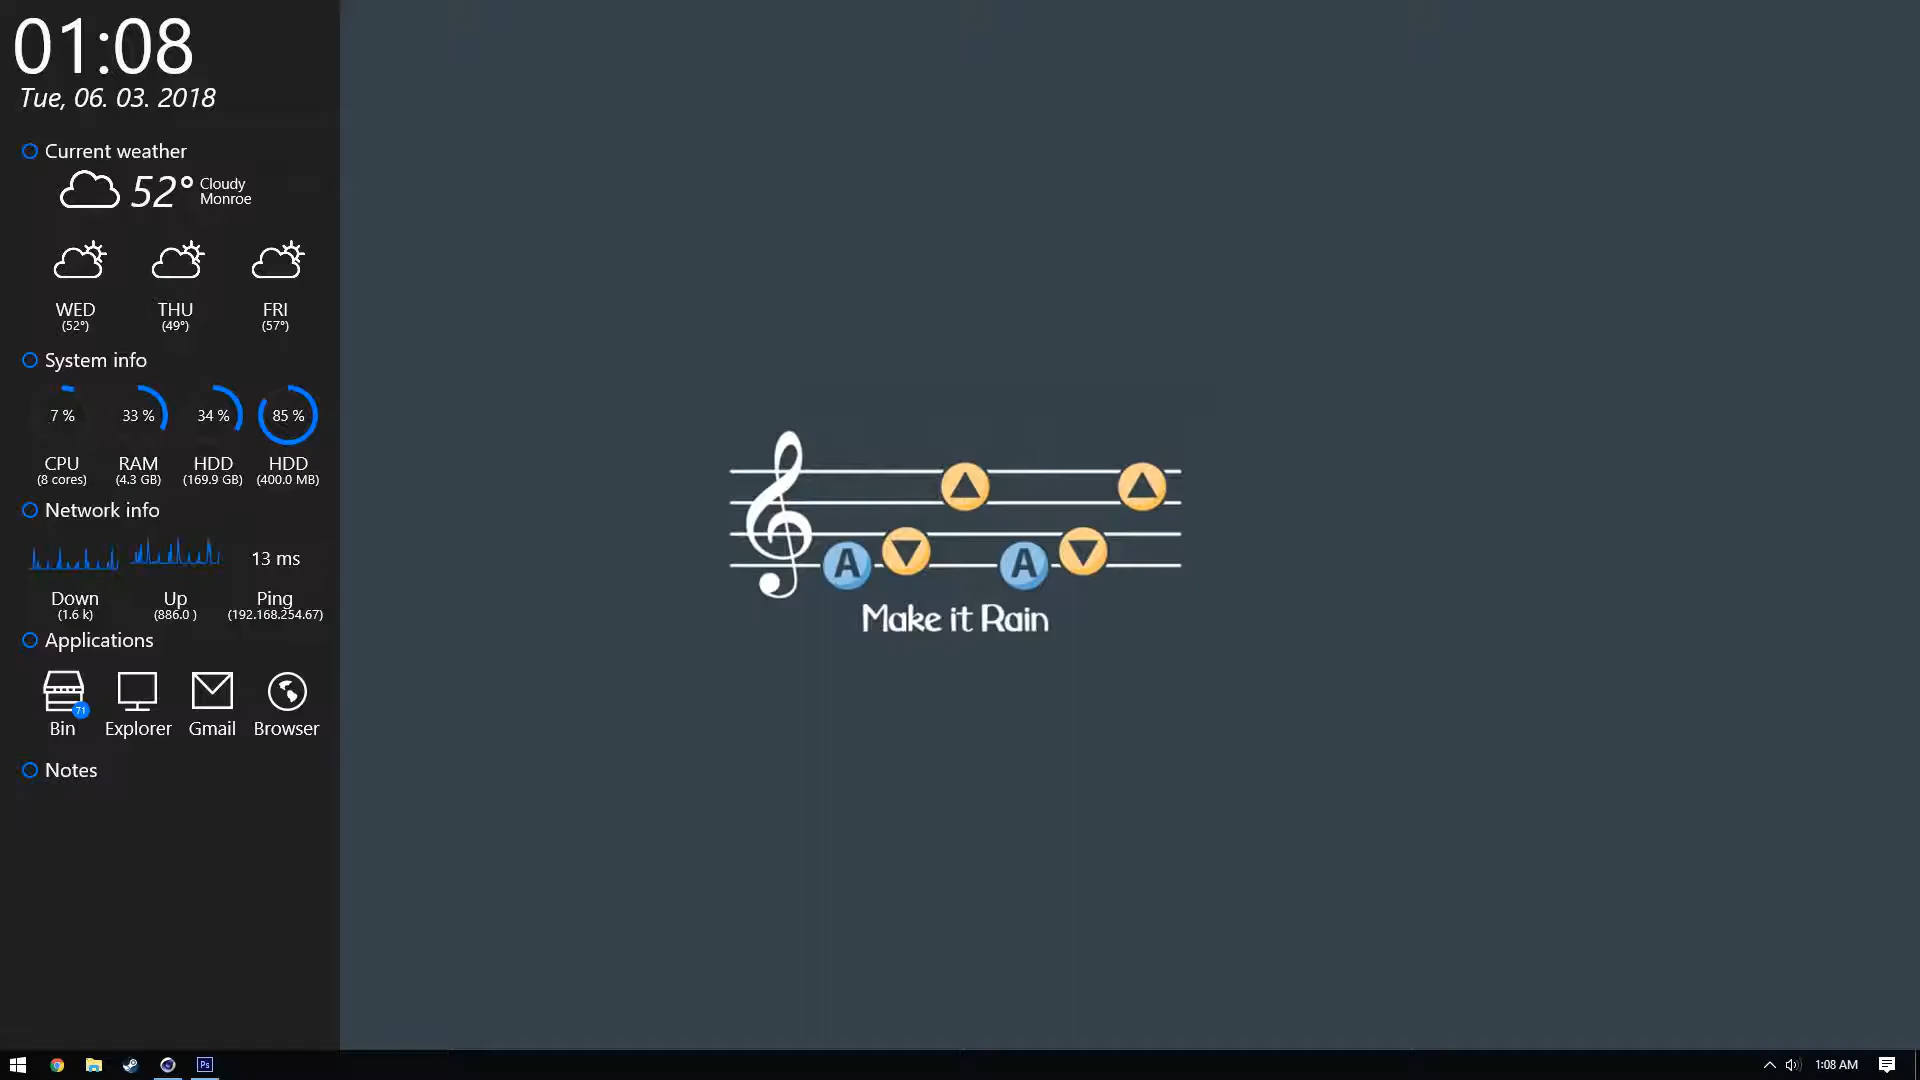 01:08
Tue, 06. 03. 2018
Current weather
52° Cloudy
Monroe
WED THU FRI
(52°) (49°) (57°)
System info
7 % 33 % 34 % 85 %
CPU RAM HDD HDD
(8 cores) (4.3 GB) (169.9 GB) (400.0 MB)
Network info
13 ms
Down Up Ping
(1.6 k) (886.0 ) (192.168.254.67)
Applications
71
Bin Explorer Gmail Browser
Notes
A A
Make it Rain
Ps
1:08 AM